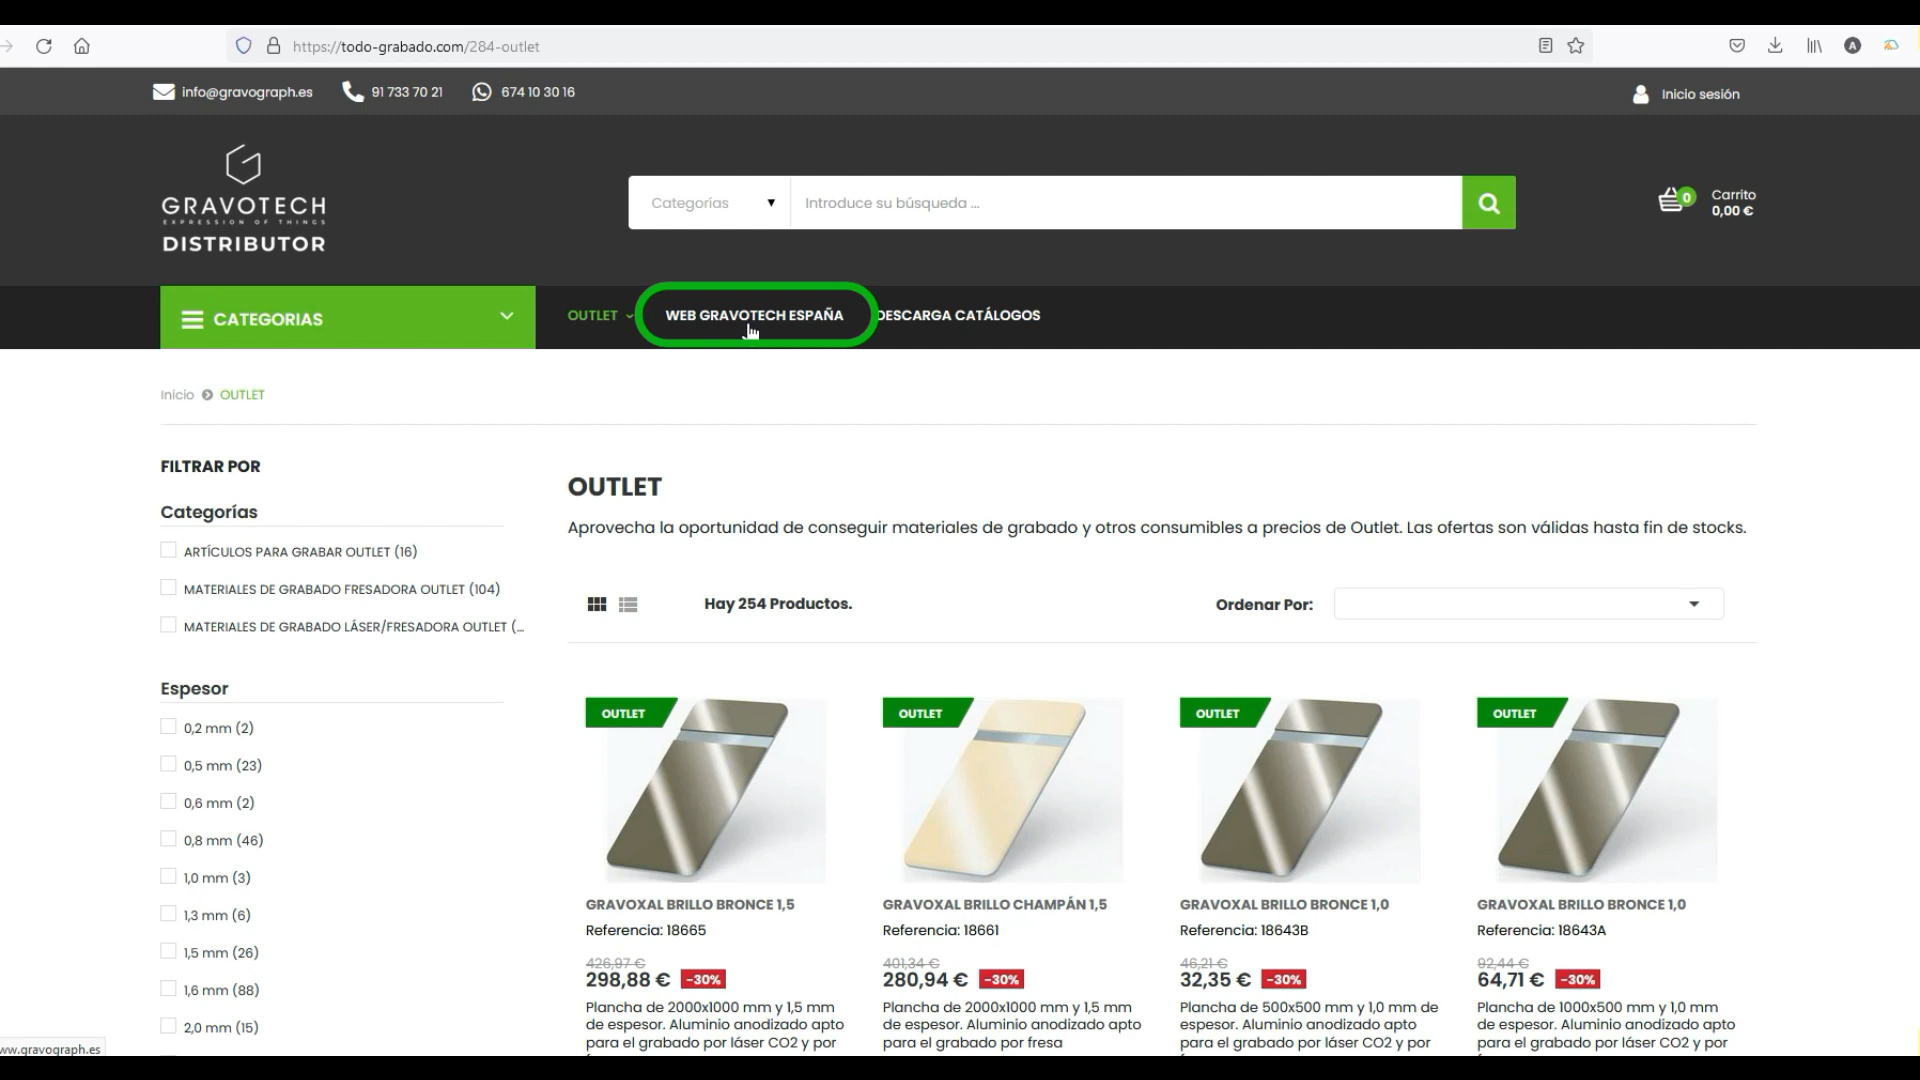 https://todo-grabado.com/284-outlet
A
info@gravograph.es
91 733 70 21
674 10 30 16
Inicio sesión
GRAVOTECH
EXPRESSION OF THINGS
DISTRIBUTOR
Categorías
Introduce su búsqueda ...
0
Carrito
0,00 €
CATEGORIAS
OUTLET
WEB GRAVOTECH ESPAÑA
DESCARGA CATÁLOGOS
Inicio
OUTLET
FILTRAR POR
Categorías
ARTÍCULOS PARA GRABAR OUTLET (16)
MATERIALES DE GRABADO FRESADORA OUTLET (104)
MATERIALES DE GRABADO LÁSER/FRESADORA OUTLET (...
Espesor
0,2 mm (2)
0,5 mm (23)
0,6 mm (2)
0,8 mm (46)
1,0 mm (3)
1,3 mm (6)
1,5 mm (26)
1,6 mm (88)
2,0 mm (15)
OUTLET
Aprovecha la oportunidad de conseguir materiales de grabado y otros consumibles a precios de Outlet. Las ofertas son válidas hasta fin de stocks.
Hay 254 Productos.
Ordenar Por:
OUTLET
GRAVOXAL BRILLO BRONCE 1,5
Referencia: 18665
426,97 €
298,88 € -30%
Plancha de 2000x1000 mm y 1,5 mm
de espesor. Aluminio anodizado apto
para el grabado por láser CO2 y por
OUTLET
GRAVOXAL BRILLO CHAMPÁN 1,5
Referencia: 18661
401,34 €
280,94 € -30%
Plancha de 2000x1000 mm y 1,5 mm
de espesor. Aluminio anodizado apto
para el grabado por fresa
OUTLET
GRAVOXAL BRILLO BRONCE 1,0
Referencia: 18643B
46,21 €
32,35 € -30%
Plancha de 500x500 mm y 1,0 mm de
espesor. Aluminio anodizado apto
para el grabado por láser CO2 y por
OUTLET
GRAVOXAL BRILLO BRONCE 1,0
Referencia: 18643A
92,44 €
64,71 € -30%
Plancha de 1000x500 mm y 1,0 mm
de espesor. Aluminio anodizado apto
para el grabado por láser CO2 y por
ww.gravograph.es